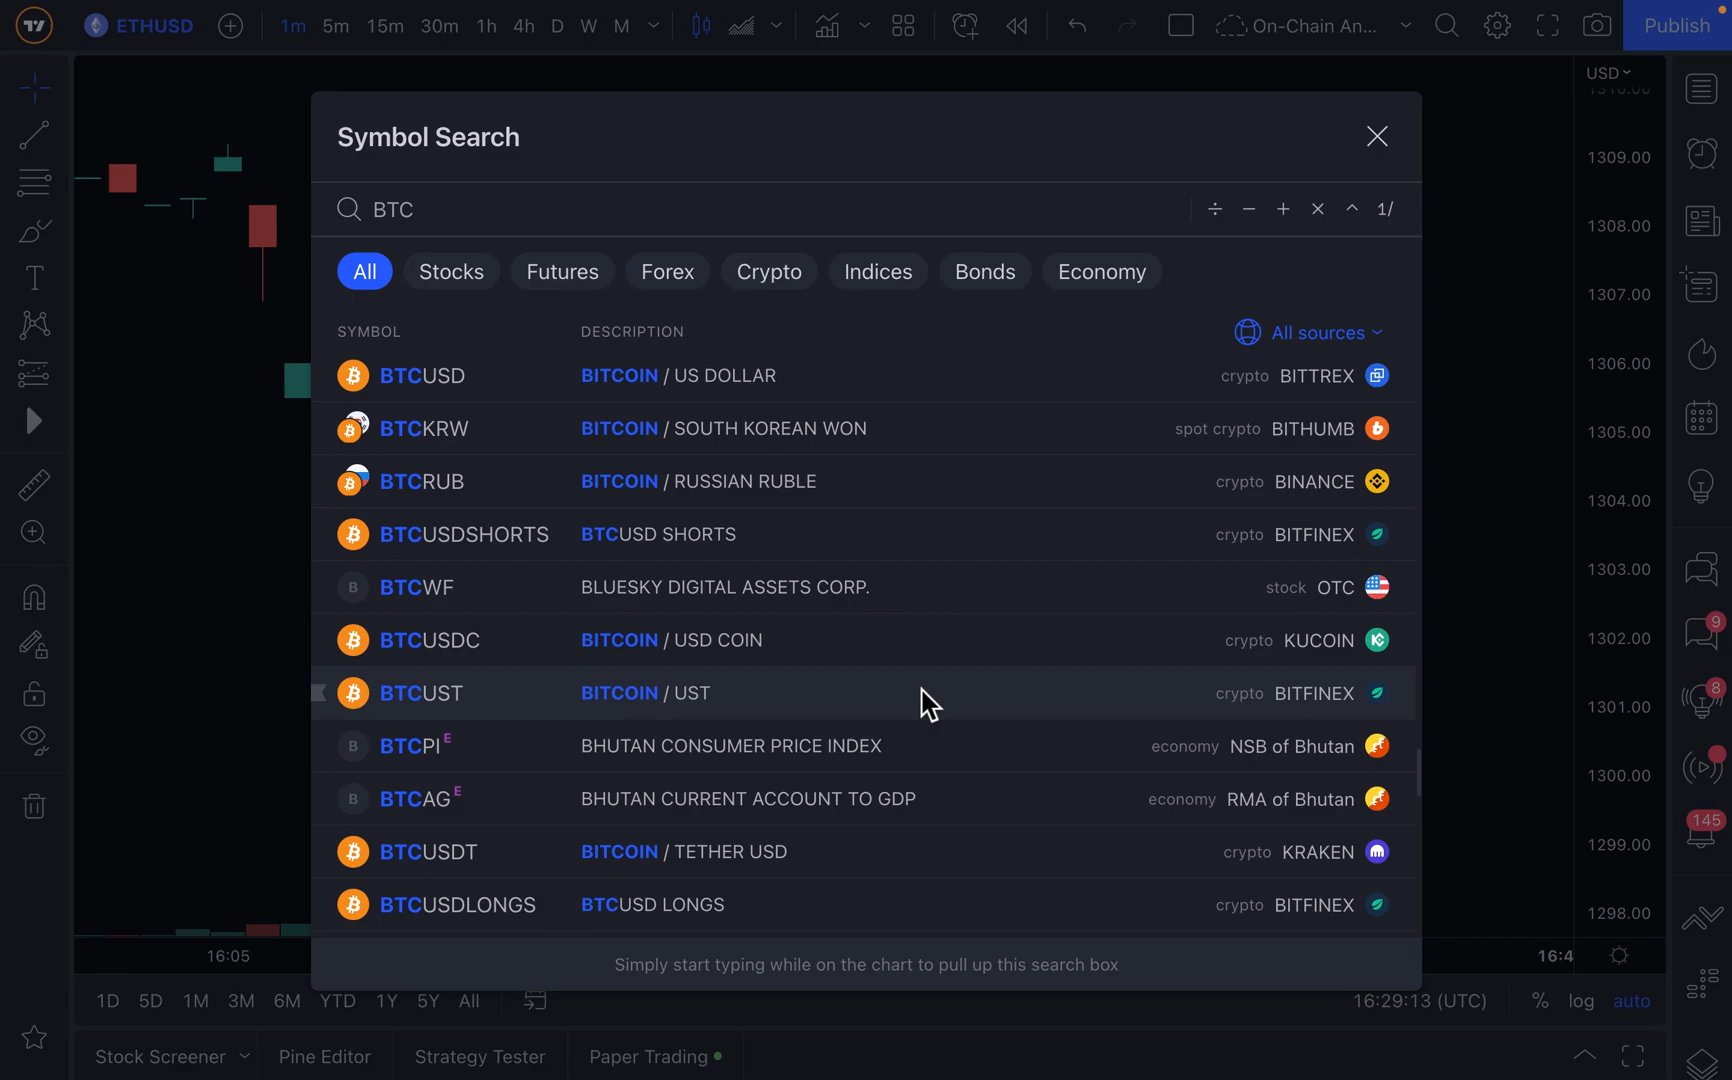 ETHUSD 1m 5m 15m 30m 1h 4h D W M On-Chain An... Publish
USD
1310.00
1309.00
1308.00
1307.00
1306.00
1305.00
1304.00
1303.00
1302.00
1301.00
1300.00
1299.00
1298.00
Symbol Search
BTC ÷ − + × ^ 1/
All Stocks Futures Forex Crypto Indices Bonds Economy
SYMBOL DESCRIPTION All sources
BTCUSD BITCOIN / US DOLLAR crypto BITTREX
BTCKRW BITCOIN / SOUTH KOREAN WON spot crypto BITHUMB
BTCRUB BITCOIN / RUSSIAN RUBLE crypto BINANCE
BTCUSDSHORTS BTCUSD SHORTS crypto BITFINEX
B BTCWF BLUESKY DIGITAL ASSETS CORP. stock OTC
BTCUSDC BITCOIN / USD COIN crypto KUCOIN
BTCUST BITCOIN / UST crypto BITFINEX
B BTCPI E BHUTAN CONSUMER PRICE INDEX economy NSB of Bhutan
B BTCAG E BHUTAN CURRENT ACCOUNT TO GDP economy RMA of Bhutan
BTCUSDT BITCOIN / TETHER USD crypto KRAKEN
BTCUSDLONGS BTCUSD LONGS crypto BITFINEX
Simply start typing while on the chart to pull up this search box
9
8
145
16:05 16:4
1D 5D 1M 3M 6M YTD 1Y 5Y All 16:29:13 (UTC) % log auto
Stock Screener Pine Editor Strategy Tester Paper Trading